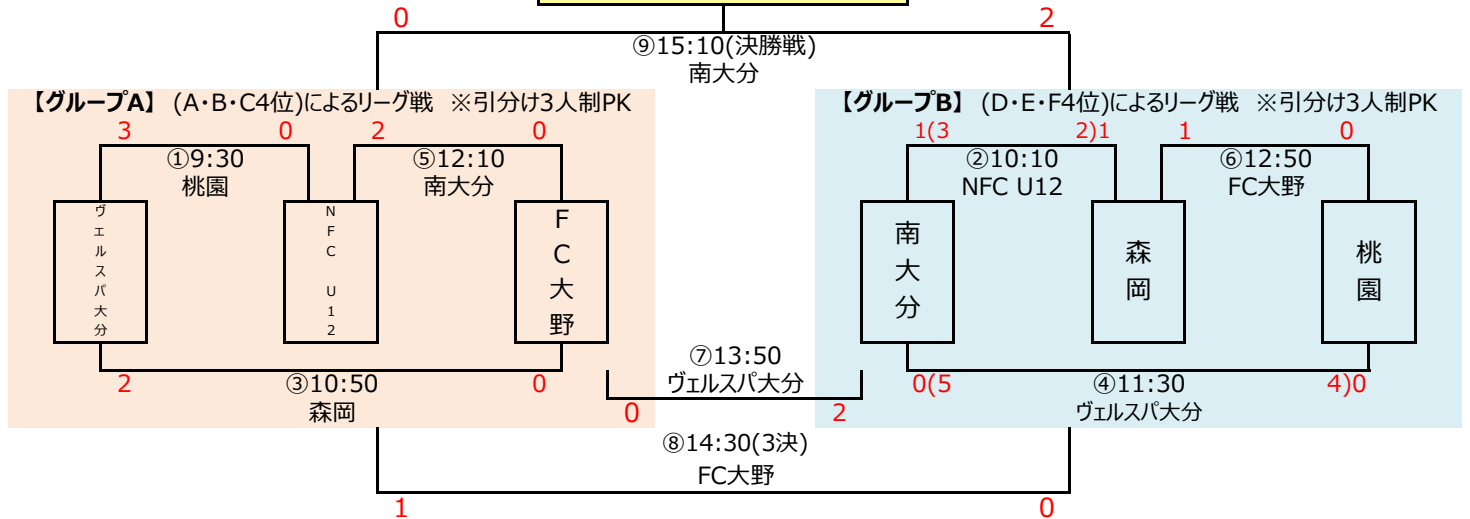 0
2
⑨15:10(決勝戦)
南大分
【グループA】 (A・B・C4位)によるリーグ戦 ※引分け3人制PK
3
0
2
0
①9:30
桃園
⑤12:10
南大分
ヴェルスパ大分
NFC U12
FC大野
2
③10:50
森岡
0
【グループB】 (D・E・F4位)によるリーグ戦 ※引分け3人制PK
1(3
2)1
1
0
②10:10
NFC U12
⑥12:50
FC大野
南大分
森岡
桃園
0(5
④11:30
ヴェルスパ大分
4)0
⑦13:50
ヴェルスパ大分
0
2
⑧14:30(3決)
FC大野
1
0